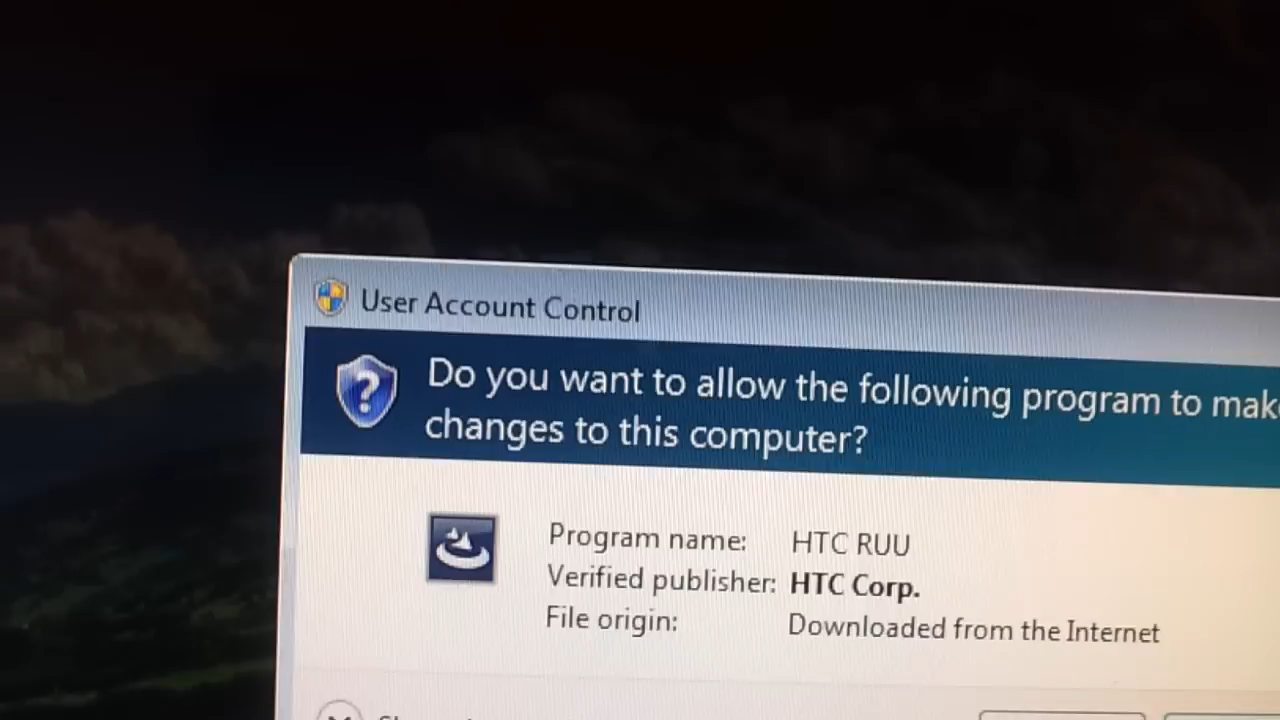 User Account Control
Do you want to allow the following program to
changes to this computer?
Program name: HTC RUU
Verified publisher: HTC Corp.
File origin: Downloaded from the Internet